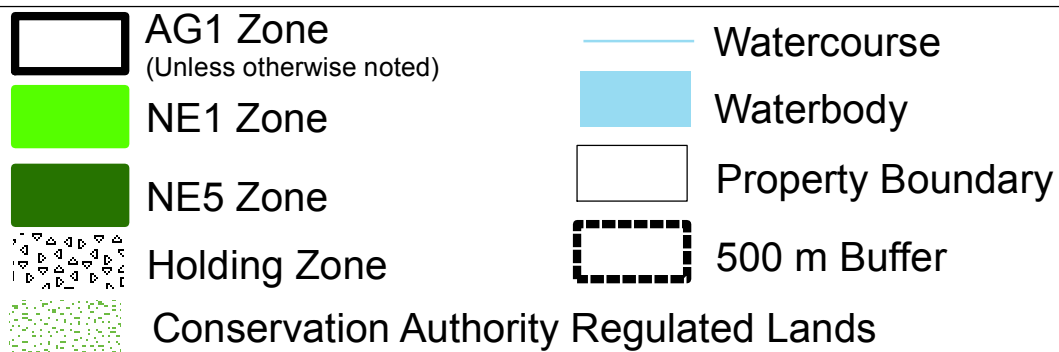 AG1 Zone
(Unless otherwise noted)
NE1 Zone
NE5 Zone
Holding Zone
Conservation Authority Regulated Lands
Watercourse
Waterbody
Property Boundary
500 m Buffer